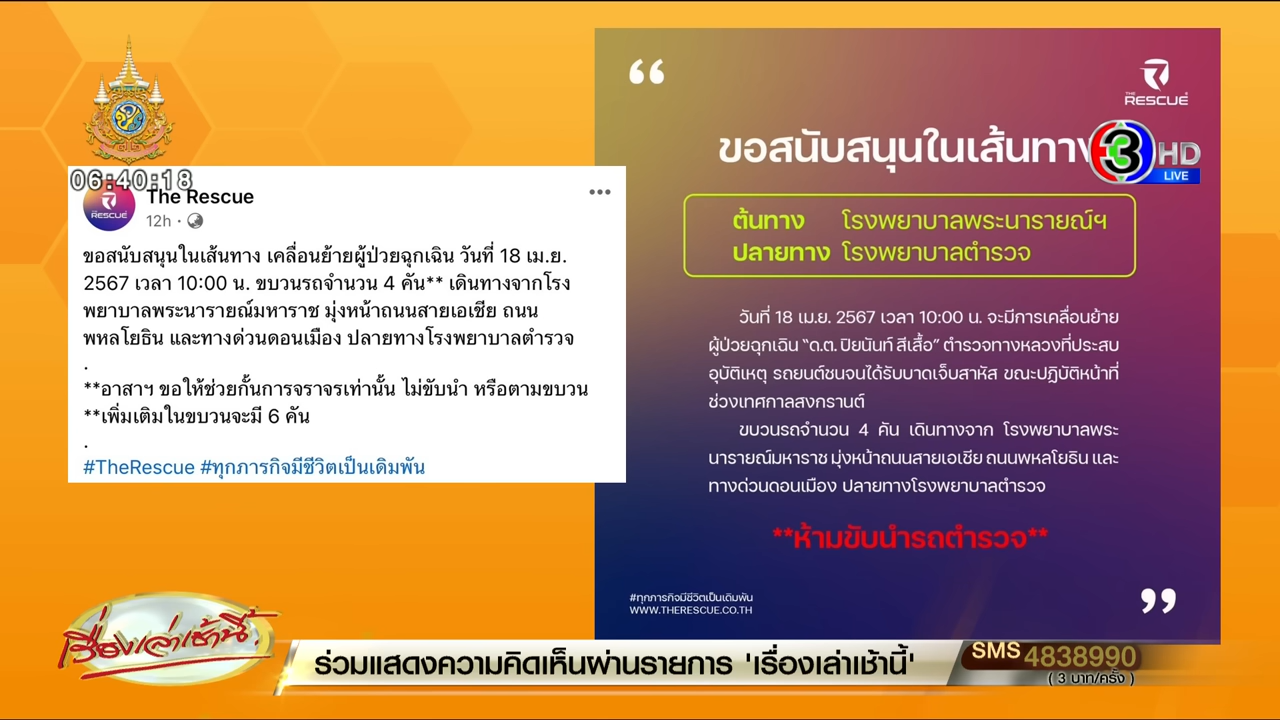 06:40:18
The Rescue
12h
ขอสนับสนุนในเส้นทาง เคลื่อนย้ายผู้ป่วยฉุกเฉิน วันที่ 18 เม.ย.
2567 เวลา 10:00 น. ขบวนรถจำนวน 4 คัน** เดินทางจากโรง
พยาบาลพระนารายณ์มหาราช มุ่งหน้าถนนสายเอเชีย ถนน
พหลโยธิน และทางด่วนดอนเมือง ปลายทางโรงพยาบาลตำรวจ
.
**อาสาฯ ขอให้ช่วยกั้นการจราจรเท่านั้น ไม่ขับนำ หรือตามขบวน
**เพิ่มเติมในขบวนจะมี 6 คัน
.
#TheRescue #ทุกภารกิจมีชีวิตเป็นเดิมพัน
RESCUE
“
THE RESCUE
ขอสนับสนุนในเส้นทาง
3 HD
LIVE
ต้นทาง โรงพยาบาลพระนารายณ์ฯ
ปลายทาง โรงพยาบาลตำรวจ
วันที่ 18 เม.ย. 2567 เวลา 10:00 น. จะมีการเคลื่อนย้าย
ผู้ป่วยฉุกเฉิน “ด.ต. ปิยนันท์ สีเสื้อ” ตำรวจทางหลวงที่ประสบ
อุบัติเหตุ รถยนต์ชนจนได้รับบาดเจ็บสาหัส ขณะปฏิบัติหน้าที่
ช่วงเทศกาลสงกรานต์
ขบวนรถจำนวน 4 คัน เดินทางจาก โรงพยาบาลพระ
นารายณ์มหาราช มุ่งหน้าถนนสายเอเชีย ถนนพหลโยธิน และ
ทางด่วนดอนเมือง ปลายทางโรงพยาบาลตำรวจ
**ห้ามขับนำรถตำรวจ**
#ทุกภารกิจมีชีวิตเป็นเดิมพัน
WWW.THERESCUE.CO.TH
”
เรื่องเล่าเช้านี้
ร่วมแสดงความคิดเห็นผ่านรายการ 'เรื่องเล่าเช้านี้'
SMS 4838990
( 3 บาท/ครั้ง )